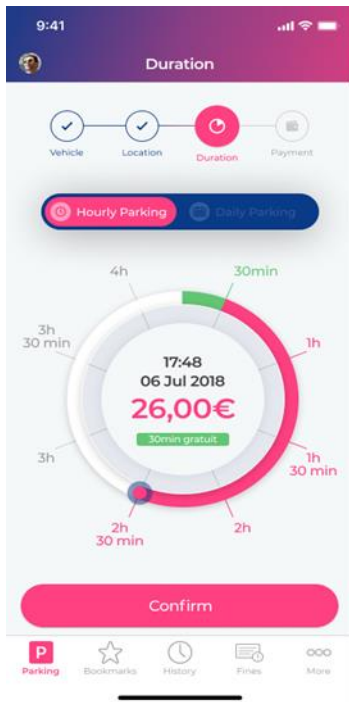 9:41
Duration
Vehicle
Location
Duration
Payment
Hourly Parking
Daily Parking
4h
30min
3h
30 min
1h
17:48
06 Jul 2018
26,00€
30min gratuit
3h
1h
30 min
2h
30 min
2h
Confirm
P
Parking
Bookmarks
History
Fines
More